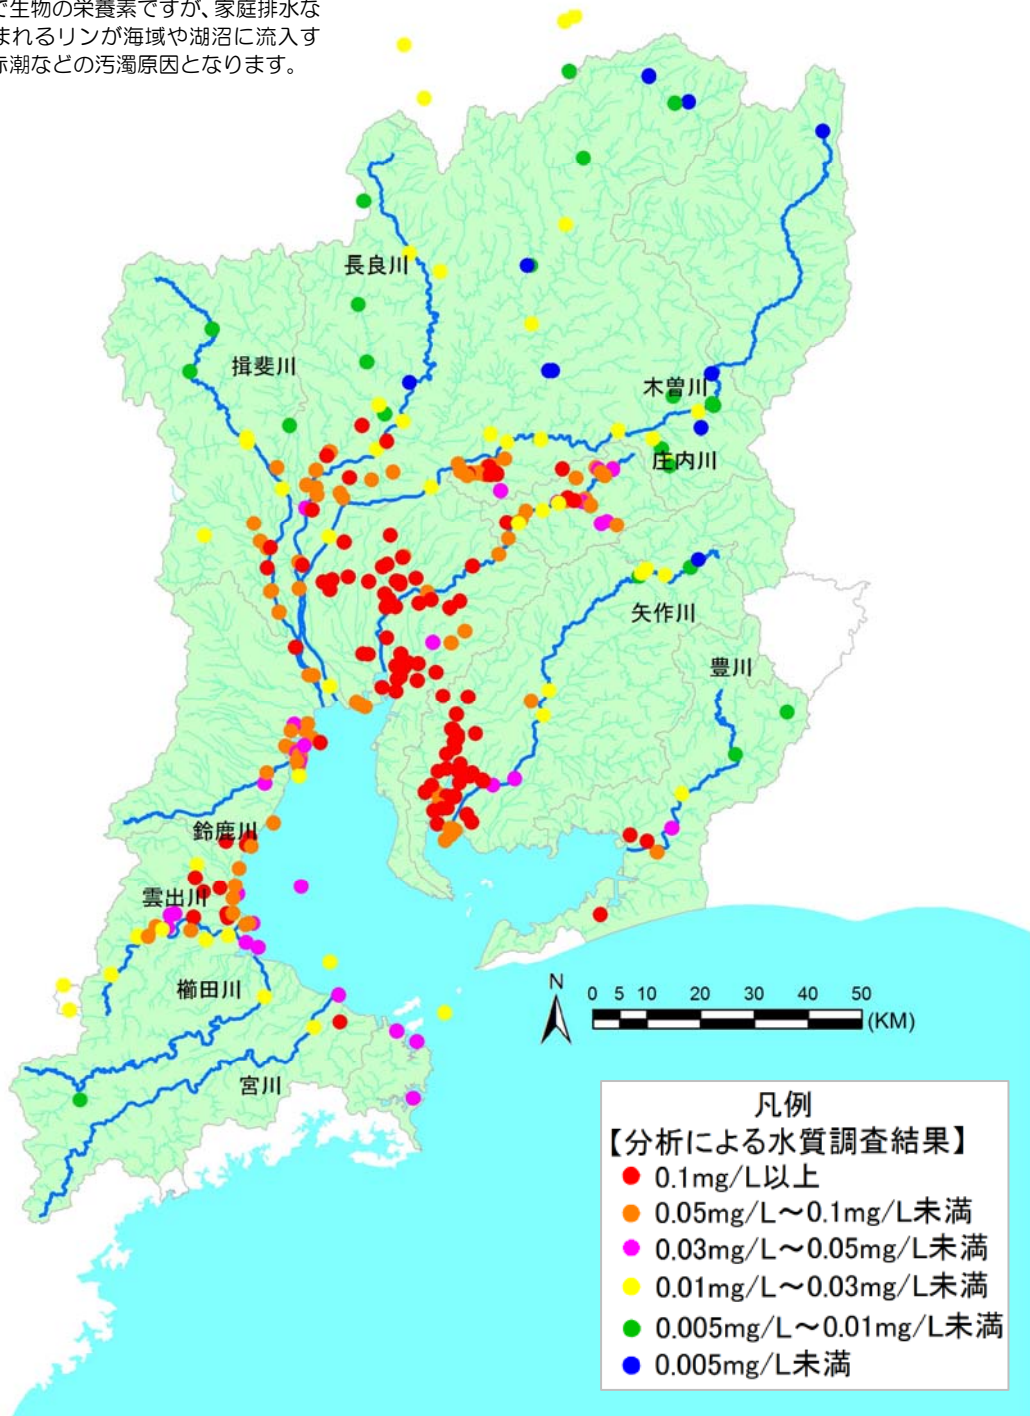 で生物の栄養素ですが、家庭排水な
まれるリンが海域や湖沼に流入す
赤潮などの汚濁原因となります。
長良川
揖斐川
木曽川
庄内川
矢作川
豊川
鈴鹿川
雲出川
櫛田川
宮川
N
0 5 10 20 30 40 50
(KM)
凡例
【分析による水質調査結果】
0.1mg/L以上
0.05mg/L～0.1mg/L未満
0.03mg/L～0.05mg/L未満
0.01mg/L～0.03mg/L未満
0.005mg/L～0.01mg/L未満
0.005mg/L未満